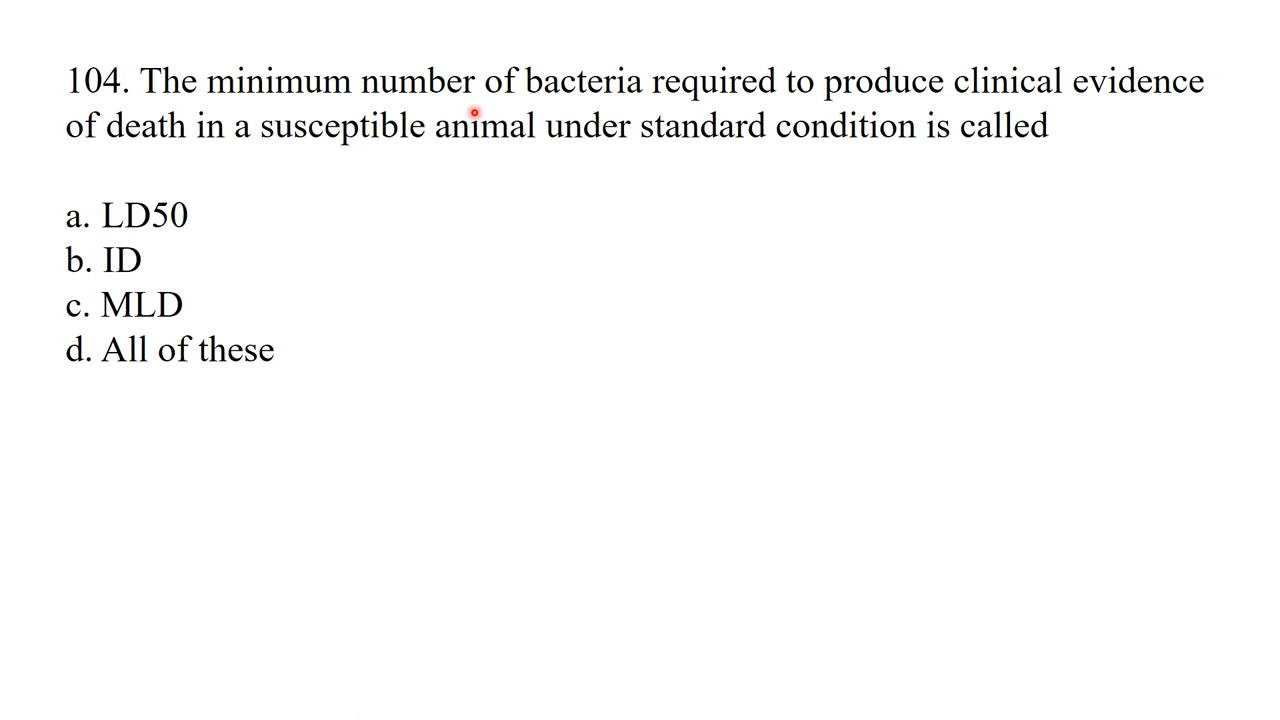 104. The minimum number of bacteria required to produce clinical evidence
of death in a susceptible animal under standard condition is called
a. LD50
b. ID
c. MLD
d. All of these